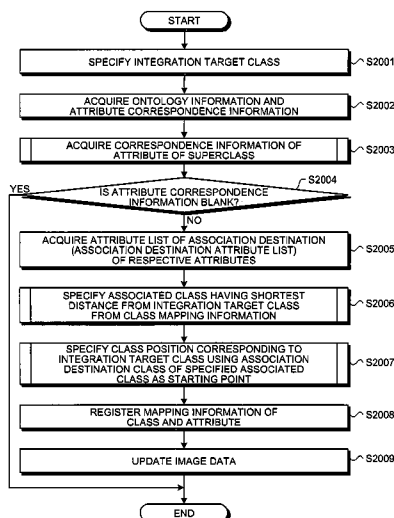 START
SPECIFY INTEGRATION TARGET CLASS
S2001
ACQUIRE ONTOLOGY INFORMATION AND
ATTRIBUTE CORRESPONDENCE INFORMATION
S2002
ACQUIRE CORRESPONDENCE INFORMATION OF
ATTRIBUTE OF SUPERCLASS
S2003
S2004
YES
IS ATTRIBUTE CORRESPONDENCE
INFORMATION BLANK?
NO
ACQUIRE ATTRIBUTE LIST OF ASSOCIATION DESTINATION
(ASSOCIATION DESTINATION ATTRIBUTE LIST)
OF RESPECTIVE ATTRIBUTES
S2005
SPECIFY ASSOCIATED CLASS HAVING SHORTEST
DISTANCE FROM INTEGRATION TARGET CLASS
FROM CLASS MAPPING INFORMATION
S2006
SPECIFY CLASS POSITION CORRESPONDING TO
INTEGRATION TARGET CLASS USING ASSOCIATION
DESTINATION CLASS OF SPECIFIED ASSOCIATED
CLASS AS STARTING POINT
S2007
REGISTER MAPPING INFORMATION OF
CLASS AND ATTRIBUTE
S2008
UPDATE IMAGE DATA
S2009
END